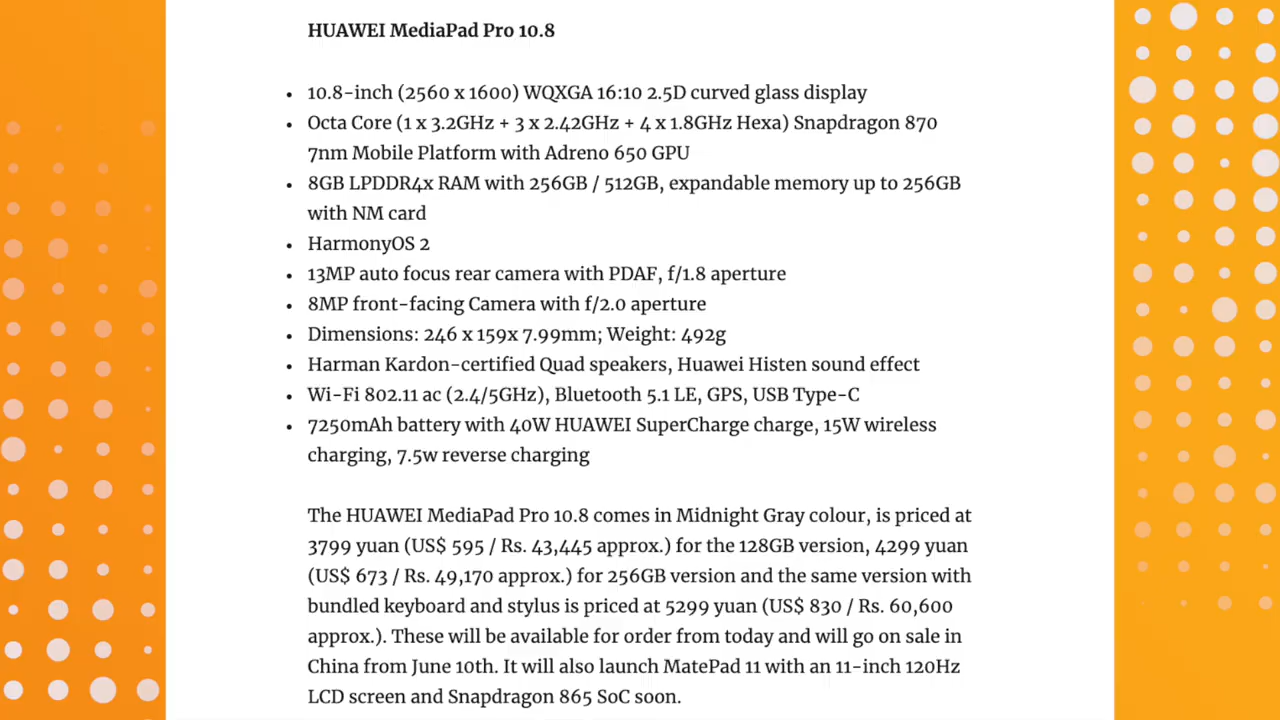 HUAWEI MediaPad Pro 10.8
• 10.8-inch (2560 x 1600) WQXGA 16:10 2.5D curved glass display
• Octa Core (1 x 3.2GHz + 3 x 2.42GHz + 4 x 1.8GHz Hexa) Snapdragon 870
7nm Mobile Platform with Adreno 650 GPU
• 8GB LPDDR4x RAM with 256GB / 512GB, expandable memory up to 256GB
with NM card
• HarmonyOS 2
• 13MP auto focus rear camera with PDAF, f/1.8 aperture
• 8MP front-facing Camera with f/2.0 aperture
• Dimensions: 246 x 159x 7.99mm; Weight: 492g
• Harman Kardon-certified Quad speakers, Huawei Histen sound effect
• Wi-Fi 802.11 ac (2.4/5GHz), Bluetooth 5.1 LE, GPS, USB Type-C
• 7250mAh battery with 40W HUAWEI SuperCharge charge, 15W wireless
charging, 7.5w reverse charging
The HUAWEI MediaPad Pro 10.8 comes in Midnight Gray colour, is priced at
3799 yuan (US$ 595 / Rs. 43,445 approx.) for the 128GB version, 4299 yuan
(US$ 673 / Rs. 49,170 approx.) for 256GB version and the same version with
bundled keyboard and stylus is priced at 5299 yuan (US$ 830 / Rs. 60,600
approx.). These will be available for order from today and will go on sale in
China from June 10th. It will also launch MatePad 11 with an 11-inch 120Hz
LCD screen and Snapdragon 865 SoC soon.